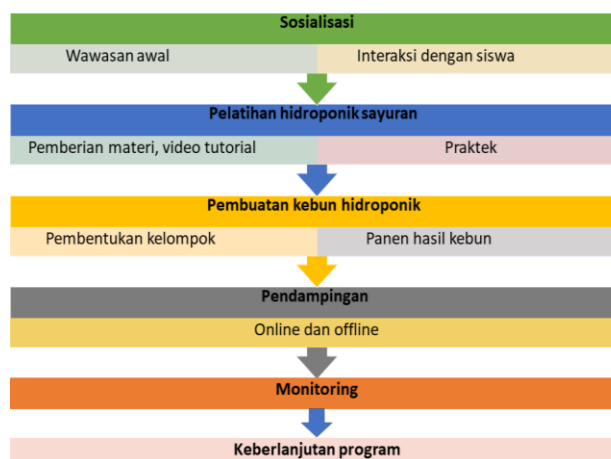 Sosialisasi
Wawasan awal
Interaksi dengan siswa
Pelatihan hidroponik sayuran
Pemberian materi, video tutorial
Praktek
Pembuatan kebun hidroponik
Pembentukan kelompok
Panen hasil kebun
Pendampingan
Online dan offline
Monitoring
Keberlanjutan program